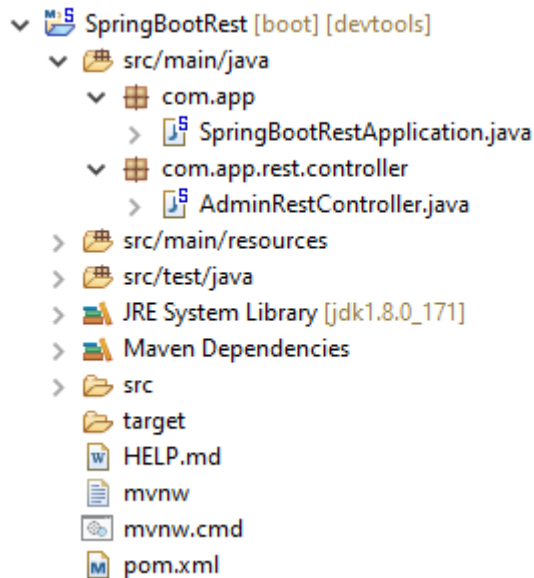 SpringBootRest [boot] [devtools]
src/main/java
com.app
SpringBootRestApplication.java
com.app.rest.controller
AdminRestController.java
src/main/resources
src/test/java
JRE System Library [jdk1.8.0_171]
Maven Dependencies
src
target
HELP.md
mvnw
mvnw.cmd
pom.xml